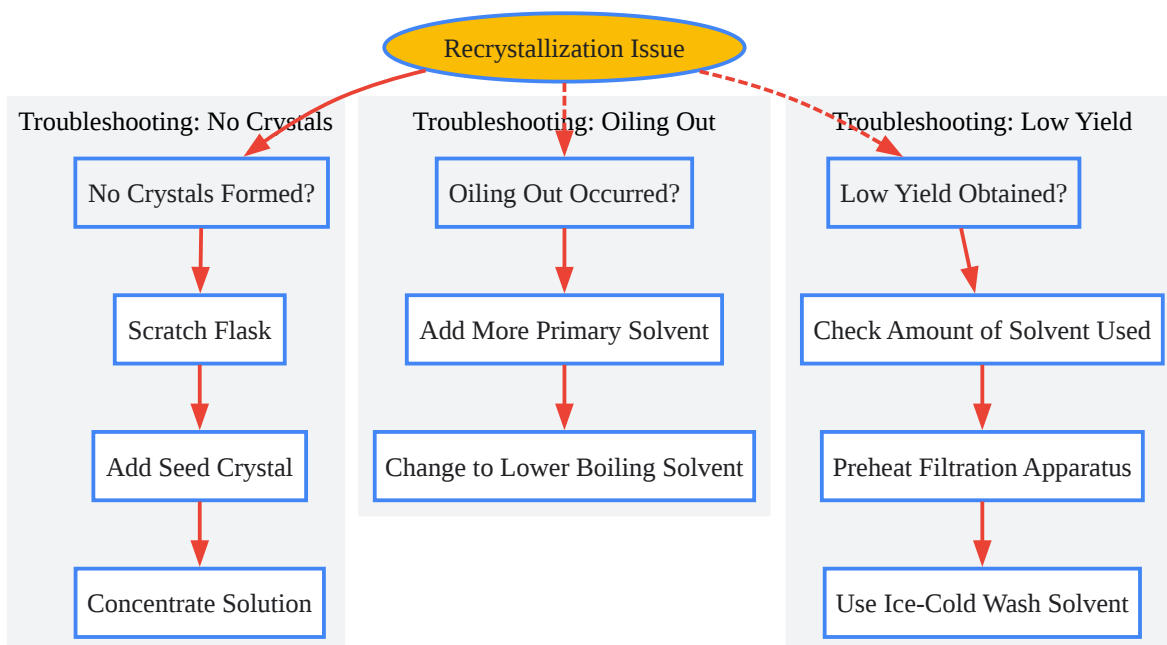 Recrystallization Issue
Troubleshooting: No Crystals
Troubleshooting: Oiling Out
Troubleshooting: Low Yield
No Crystals Formed?
Oiling Out Occurred?
Low Yield Obtained?
Scratch Flask
Add More Primary Solvent
Check Amount of Solvent Used
Add Seed Crystal
Change to Lower Boiling Solvent
Preheat Filtration Apparatus
Concentrate Solution
Use Ice-Cold Wash Solvent